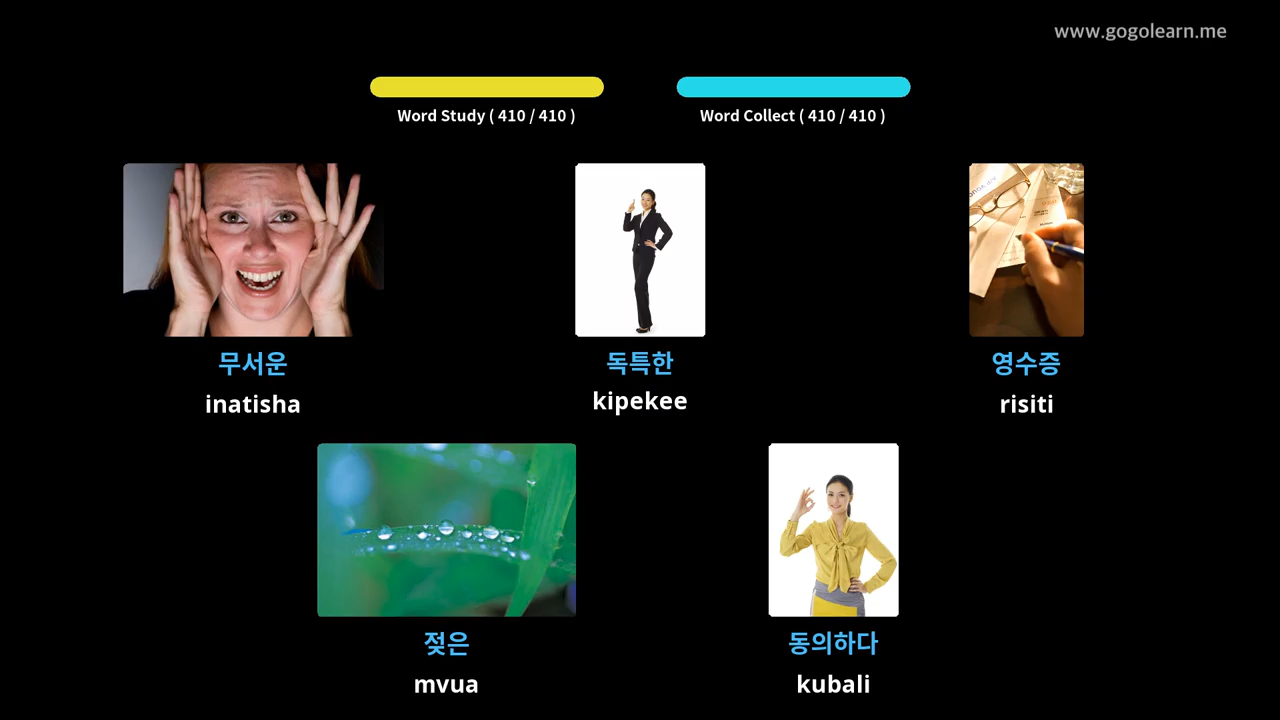 www.gogolearn.me
Word Study ( 410 / 410 )
Word Collect ( 410 / 410 )
무서운
inatisha
독특한
kipekee
영수증
risiti
젖은
mvua
동의하다
kubali